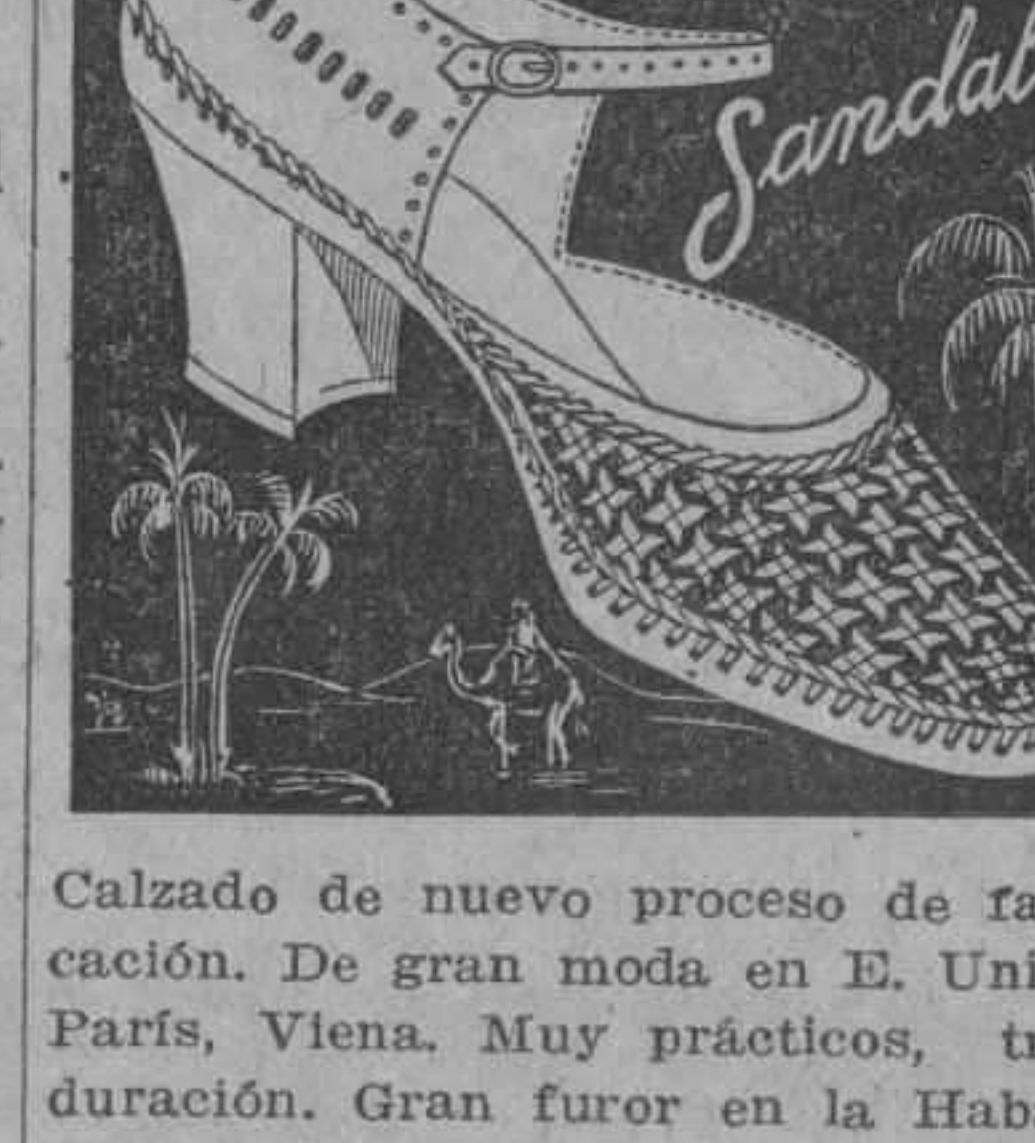 Sandal
Calzado de nuevo proceso de fa
cación. De gran moda en E. Uni
París, Viena. Muy prácticos, tr
duración. Gran furor en la Hab